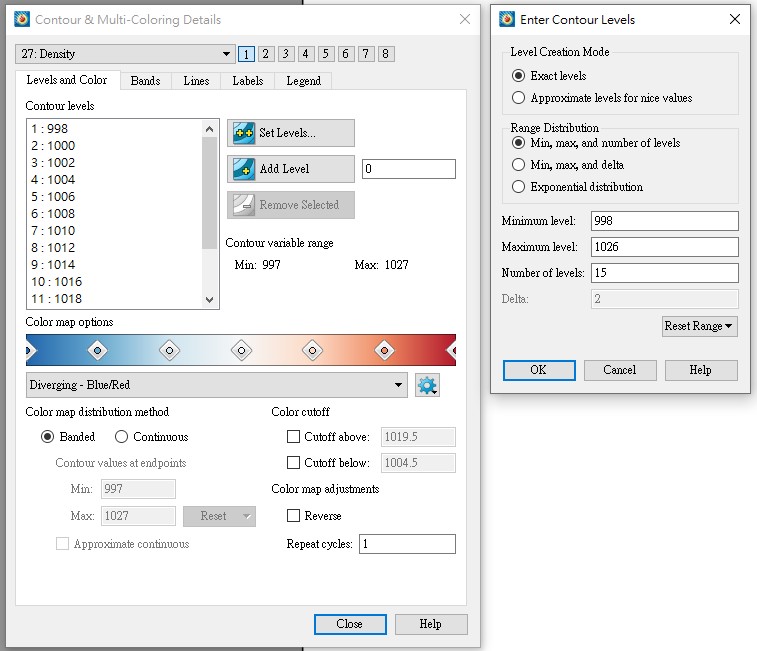 Contour & Multi-Coloring Details
27: Density
1 2 3 4 5 6 7 8
Levels and Color Bands Lines Labels Legend
Contour levels
1 : 998
2 : 1000
3 : 1002
4 : 1004
5 : 1006
6 : 1008
7 : 1010
8 : 1012
9 : 1014
10 : 1016
11 : 1018
Set Levels...
Add Level 0
Remove Selected
Contour variable range
Min: 997 Max: 1027
Color map options
Diverging - Blue/Red
Color map distribution method
Banded Continuous
Contour values at endpoints
Min: 997
Max: 1027 Reset
Approximate continuous
Color cutoff
Cutoff above: 1019.5
Cutoff below: 1004.5
Color map adjustments
Reverse
Repeat cycles: 1
Close Help
Enter Contour Levels
Level Creation Mode
Exact levels
Approximate levels for nice values
Range Distribution
Min, max, and number of levels
Min, max, and delta
Exponential distribution
Minimum level: 998
Maximum level: 1026
Number of levels: 15
Delta: 2
Reset Range
OK Cancel Help